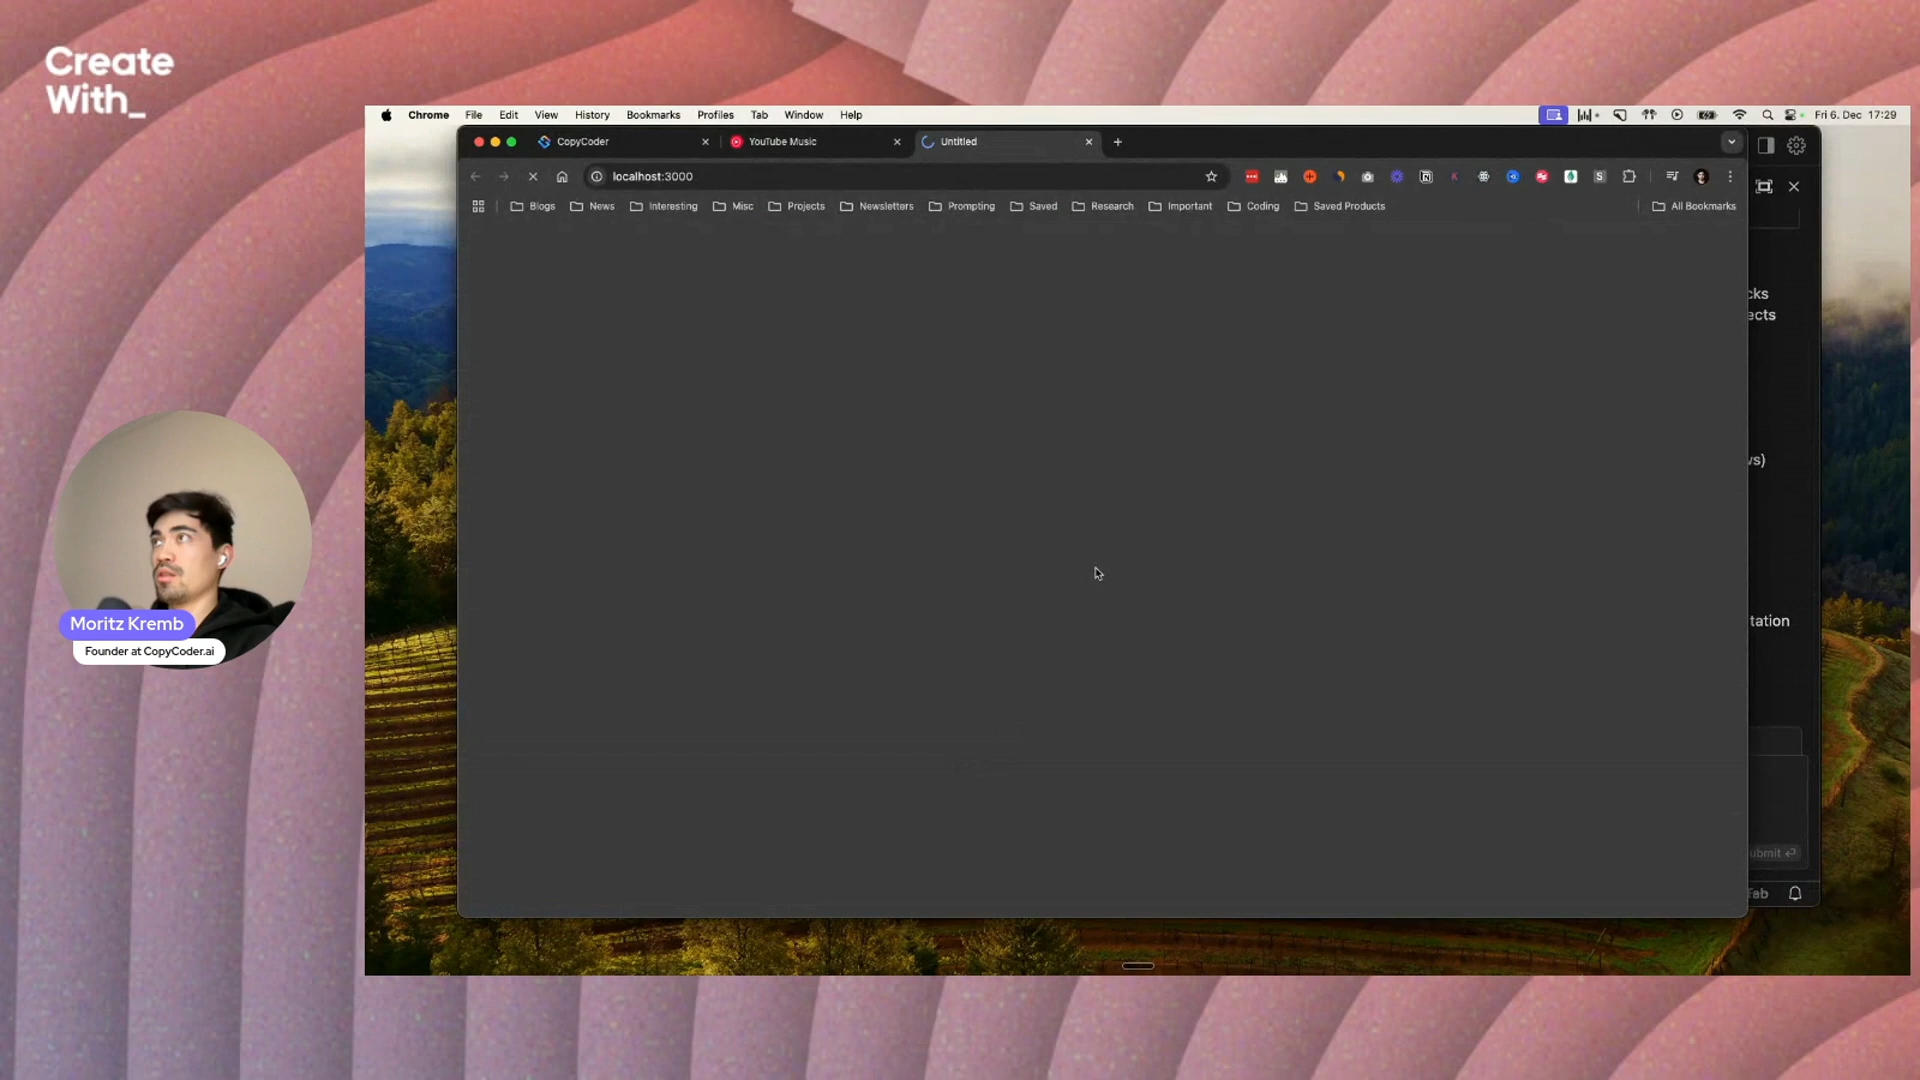 Create
With_
Chrome File Edit View History Bookmarks Profiles Tab Window Help
Fri 6. Dec 17:29
CopyCoder
YouTube Music
Untitled
localhost:3000
Blogs
News
Interesting
Misc
Projects
Newsletters
Prompting
Saved
Research
Important
Coding
Saved Products
All Bookmarks
cks
ects
vs)
tation
ubmit
Tab
Moritz Kremb
Founder at CopyCoder.ai